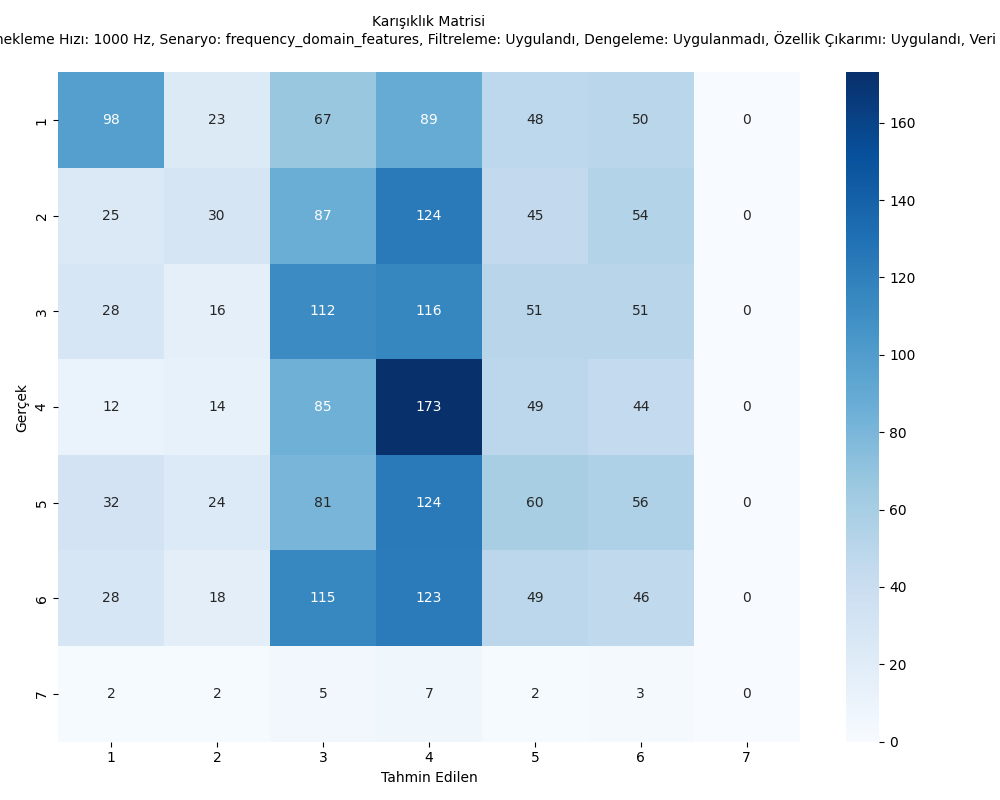 Karışıklık Matrisi
Hızı: 1000 Hz, Senaryo: frequency_domain_features, Filtreleme: Uygulandı, Dengeleme: Uygulanmadı, Özellik Çıkarımı: Uygulandı, Veri
1 98 23 67 89 48 50 0
2 25 30 87 124 45 54 0
3 28 16 112 116 51 51 0
4 12 14 85 173 49 44 0
5 32 24 81 124 60 56 0
6 28 18 115 123 49 46 0
7 2 2 5 7 2 3 0
1 2 3 4 5 6 7
Gerçek
Tahmin Edilen
160
140
120
100
80
60
40
20
0